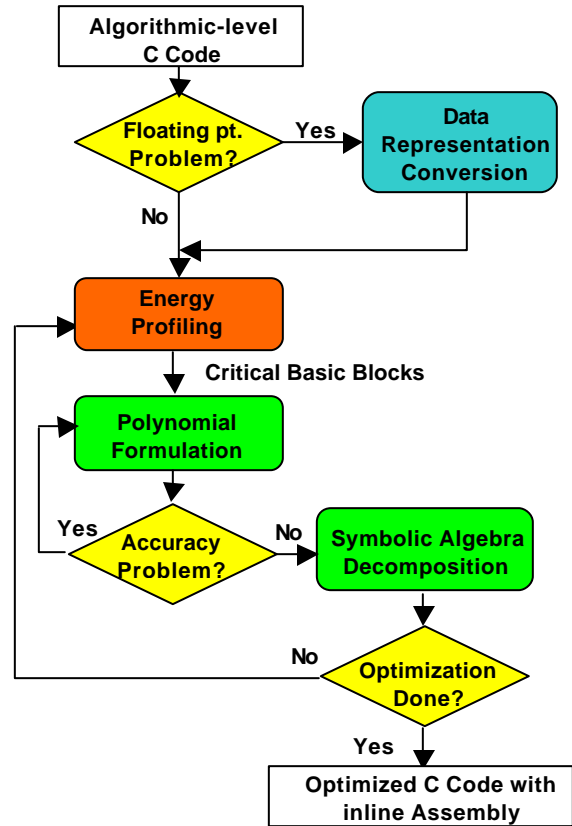 Algorithmic-level
C Code
Floating pt.
Problem?
Yes
Data
Representation
Conversion
No
Energy
Profiling
Critical Basic Blocks
Polynomial
Formulation
Yes
Accuracy
Problem?
No
Symbolic Algebra
Decomposition
No
Optimization
Done?
Yes
Optimized C Code with
inline Assembly